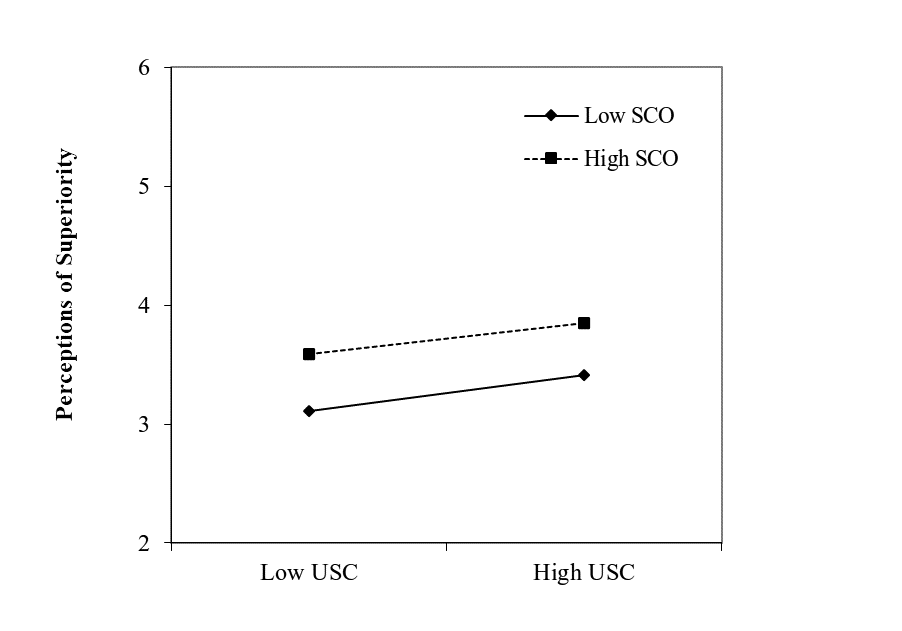 6
Low SCO
High SCO
5
4
3
2
Perceptions of Superiority
Low USC
High USC